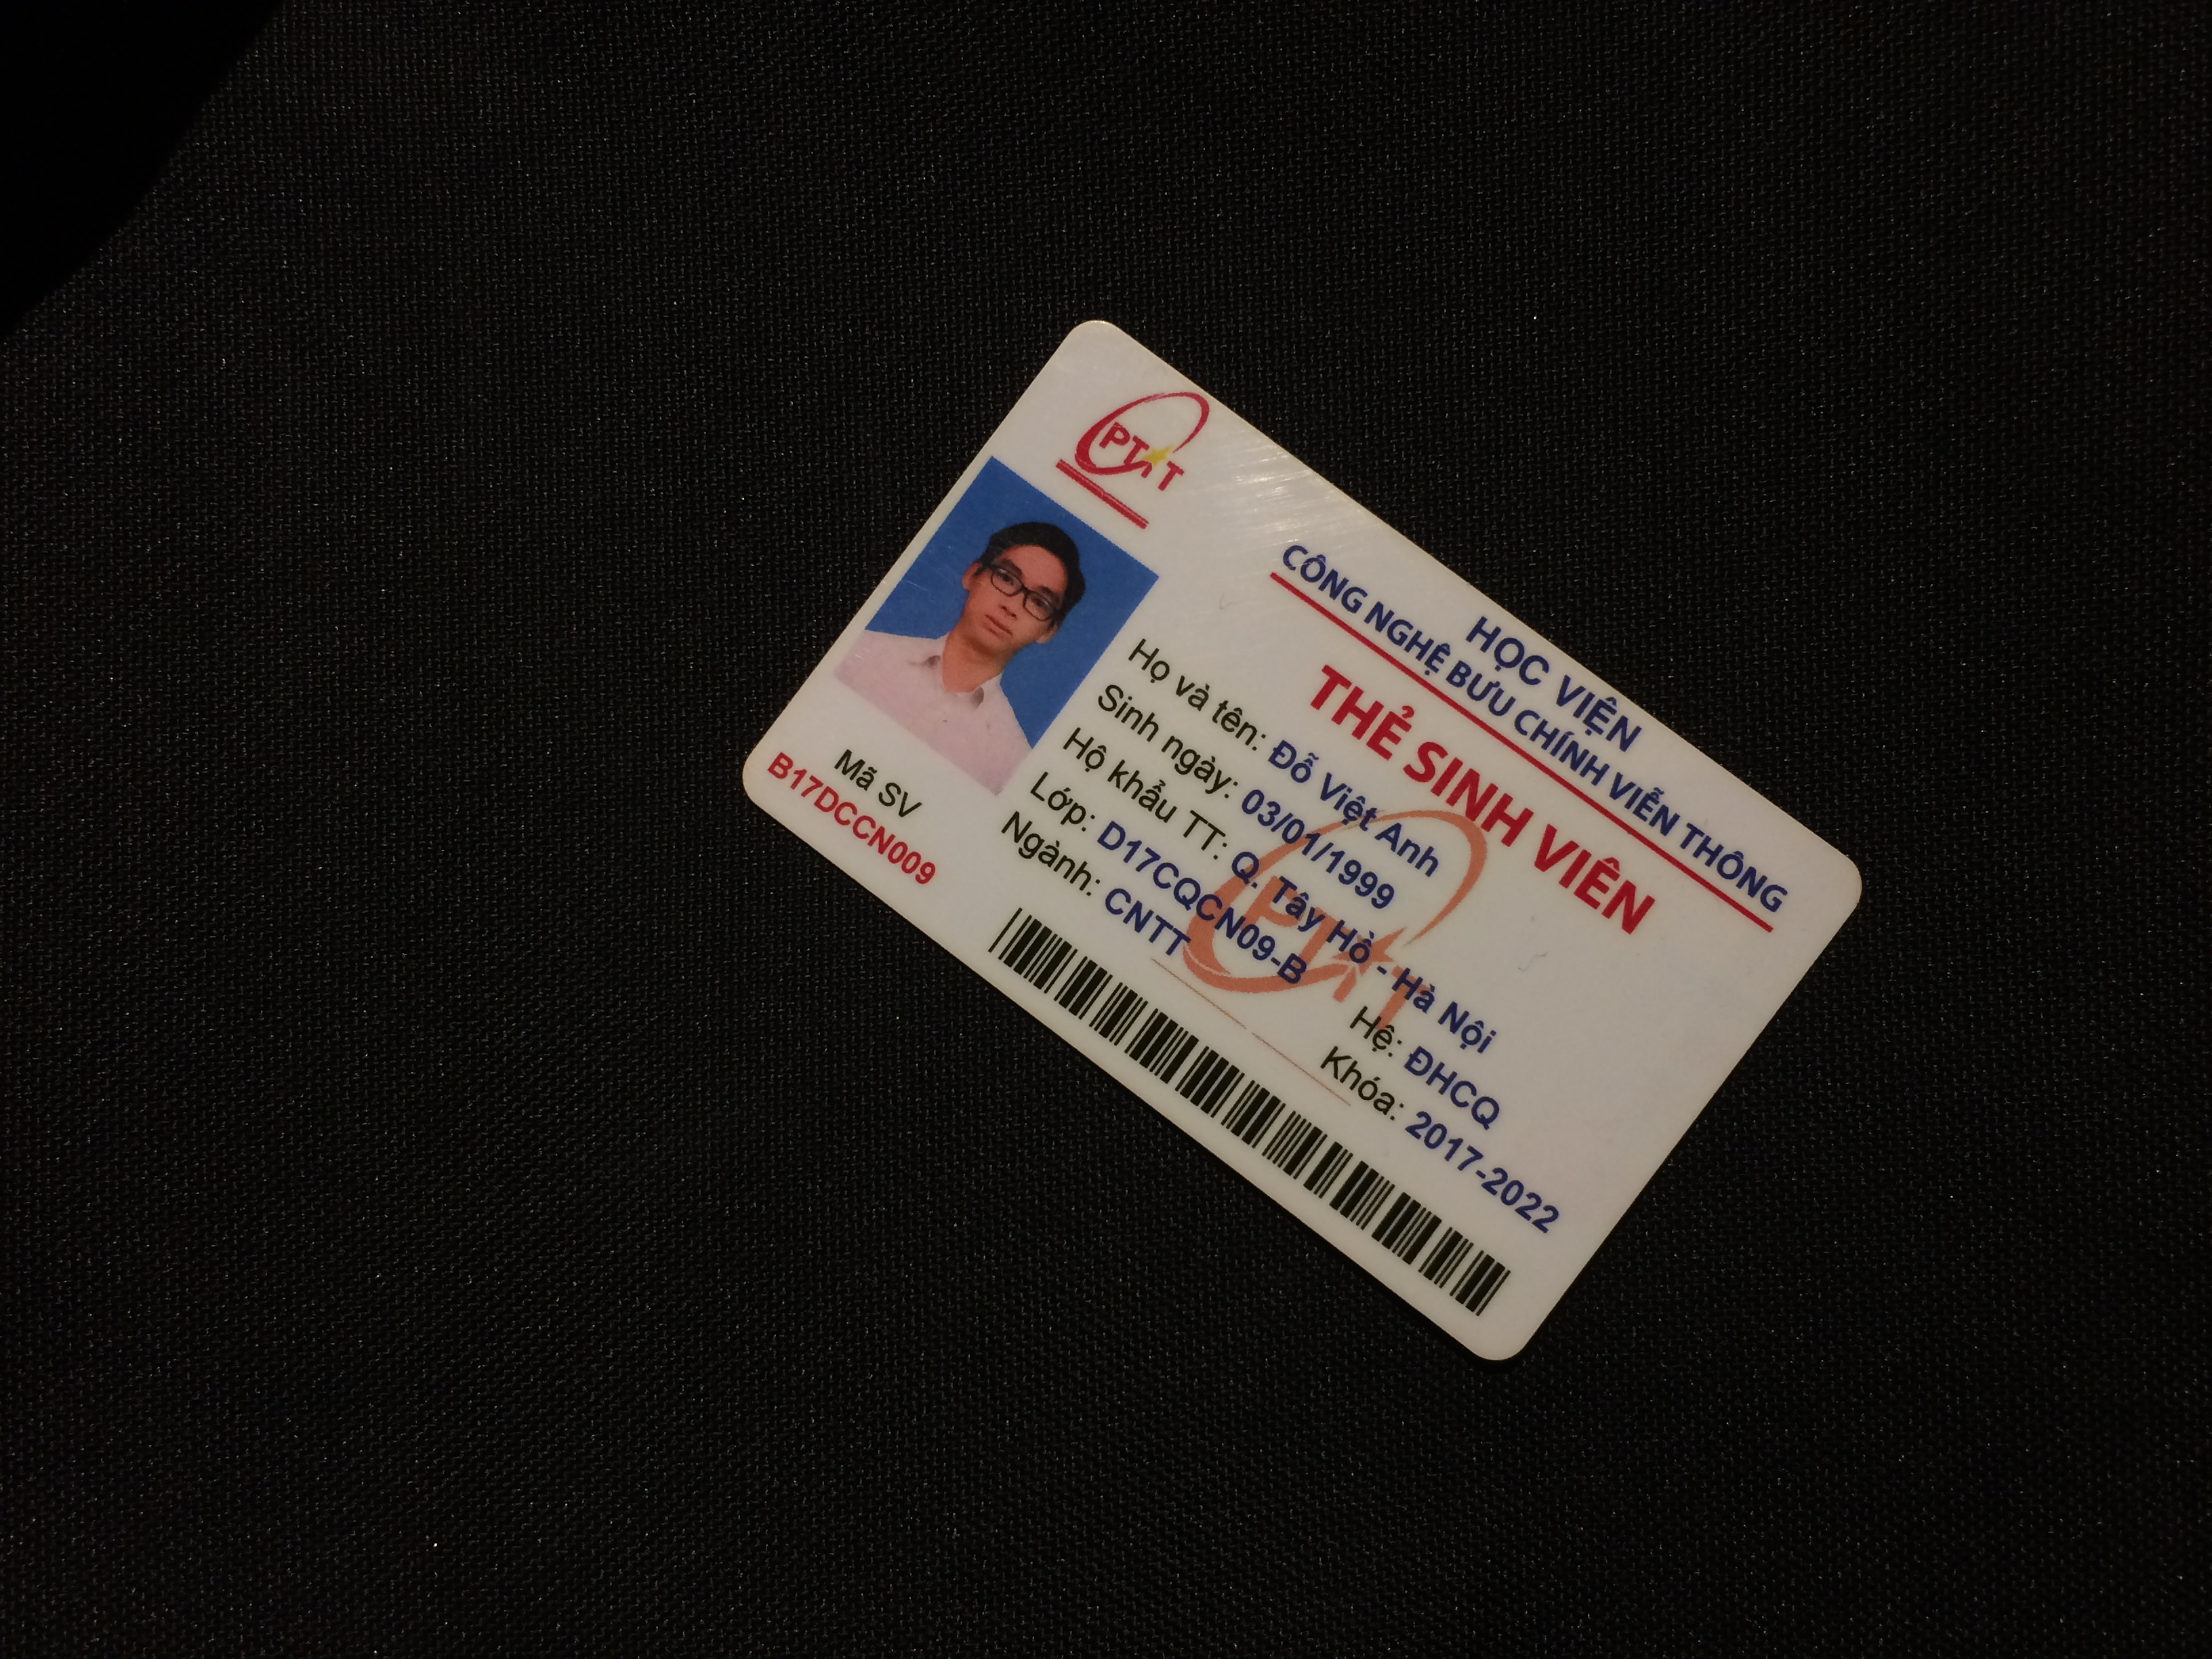 PTIT
HỌC VIỆN
CÔNG NGHỆ BƯU CHÍNH VIỄN THÔNG
THẺ SINH VIÊN
Họ và tên: Đỗ Việt Anh
Sinh ngày: 03/01/1999
Hộ khẩu TT: Q. Tây Hồ - Hà Nội
Lớp: D17CQCN09-B Hệ: ĐHCQ
Ngành: CNTT Khóa: 2017-2022
Mã SV
B17DCCN009
PTIT